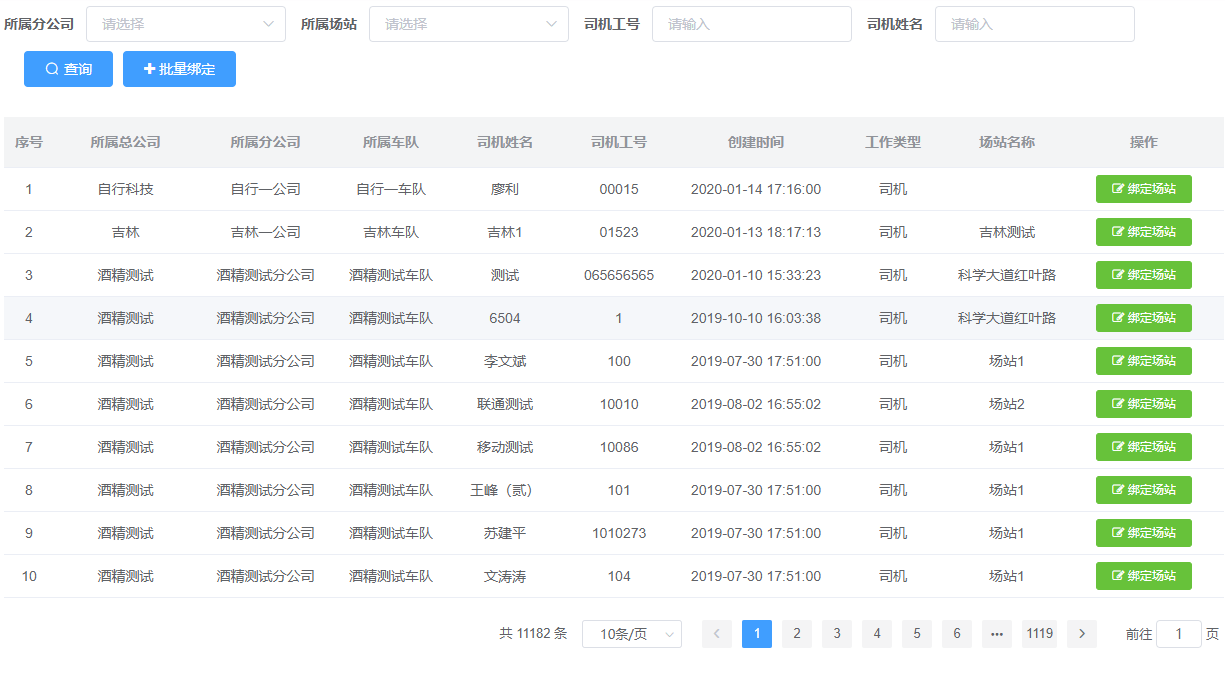 所属分公司 请选择 所属场站 请选择 司机工号 请输入 司机姓名 请输入
查询 批量绑定
序号 所属总公司 所属分公司 所属车队 司机姓名 司机工号 创建时间 工作类型 场站名称 操作
1 自行科技 自行一公司 自行一车队 廖利 00015 2020-01-14 17:16:00 司机 绑定场站
2 吉林 吉林一公司 吉林车队 吉林1 01523 2020-01-13 18:17:13 司机 吉林测试 绑定场站
3 酒精测试 酒精测试分公司 酒精测试车队 测试 065656565 2020-01-10 15:33:23 司机 科学大道红叶路 绑定场站
4 酒精测试 酒精测试分公司 酒精测试车队 6504 1 2019-10-10 16:03:38 司机 科学大道红叶路 绑定场站
5 酒精测试 酒精测试分公司 酒精测试车队 李文斌 100 2019-07-30 17:51:00 司机 场站1 绑定场站
6 酒精测试 酒精测试分公司 酒精测试车队 联通测试 10010 2019-08-02 16:55:02 司机 场站2 绑定场站
7 酒精测试 酒精测试分公司 酒精测试车队 移动测试 10086 2019-08-02 16:55:02 司机 场站1 绑定场站
8 酒精测试 酒精测试分公司 酒精测试车队 王峰（贰） 101 2019-07-30 17:51:00 司机 场站1 绑定场站
9 酒精测试 酒精测试分公司 酒精测试车队 苏建平 1010273 2019-07-30 17:51:00 司机 场站1 绑定场站
10 酒精测试 酒精测试分公司 酒精测试车队 文涛涛 104 2019-07-30 17:51:00 司机 场站1 绑定场站
共 11182 条 10条/页 1 2 3 4 5 6 ••• 1119 前往 1 页